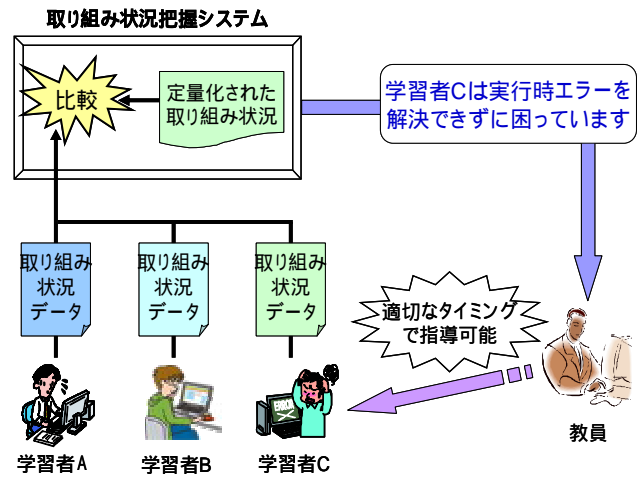 取り組み状況把握システム
比較
定量化された
取り組み状況
学習者Cは実行時エラーを
解決できずに困っています
取り組み
状況
データ
取り組み
状況
データ
取り組み
状況
データ
適切なタイミング
で指導可能
ERROR
学習者A
学習者B
学習者C
教員